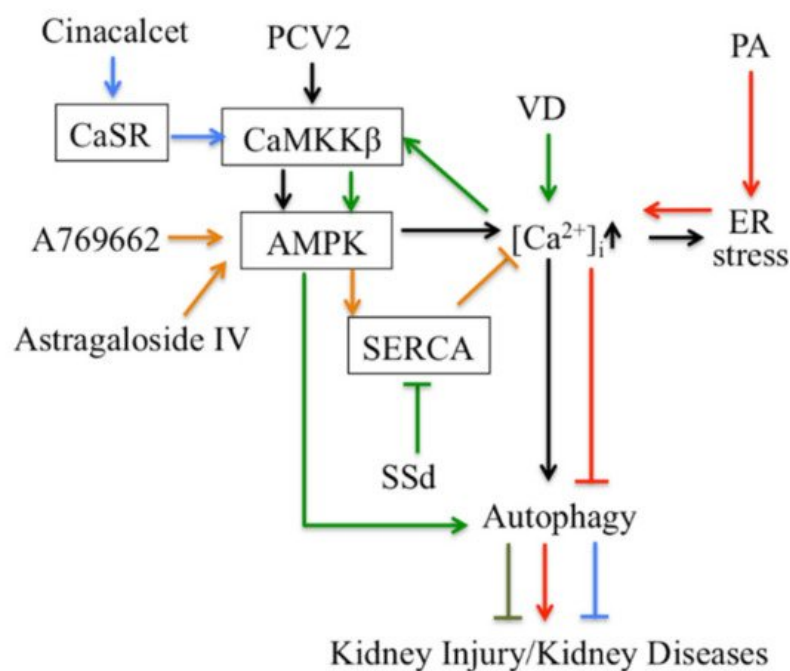 Cinacalcet
PCV2
PA
CaSR
CaMKKβ
VD
A769662
AMPK
[Ca²⁺]ᵢ
ER
stress
Astragaloside IV
SERCA
SSd
Autophagy
Kidney Injury/Kidney Diseases